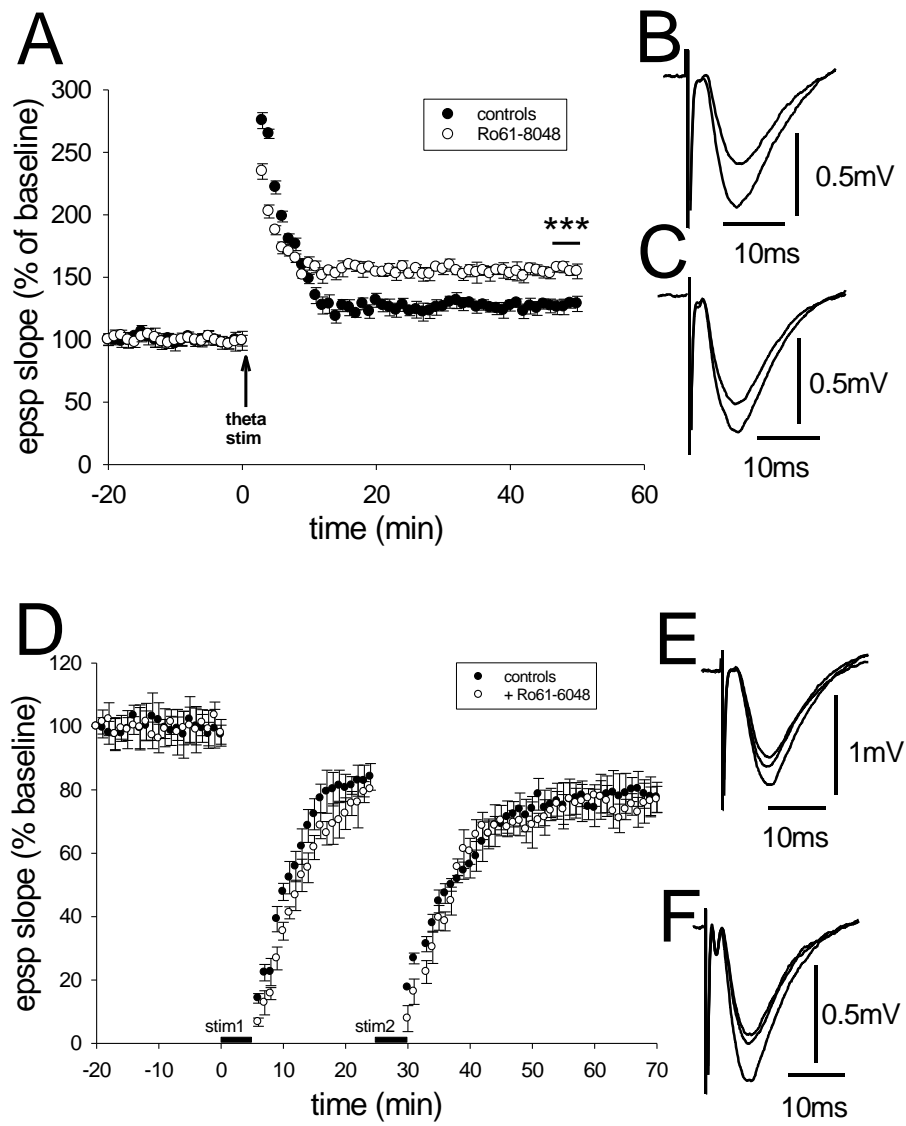 A
epsp slope (% of baseline)
300
250
200
150
100
50
0
controls
Ro61-8048
***
theta
stim
-20
0
20
40
60
time (min)
B
0.5mV
10ms
C
0.5mV
10ms
D
epsp slope (% baseline)
120
100
80
60
40
20
0
controls
+ Ro61-6048
stim1
stim2
-20
-10
0
10
20
30
40
50
60
70
time (min)
E
1mV
10ms
F
0.5mV
10ms